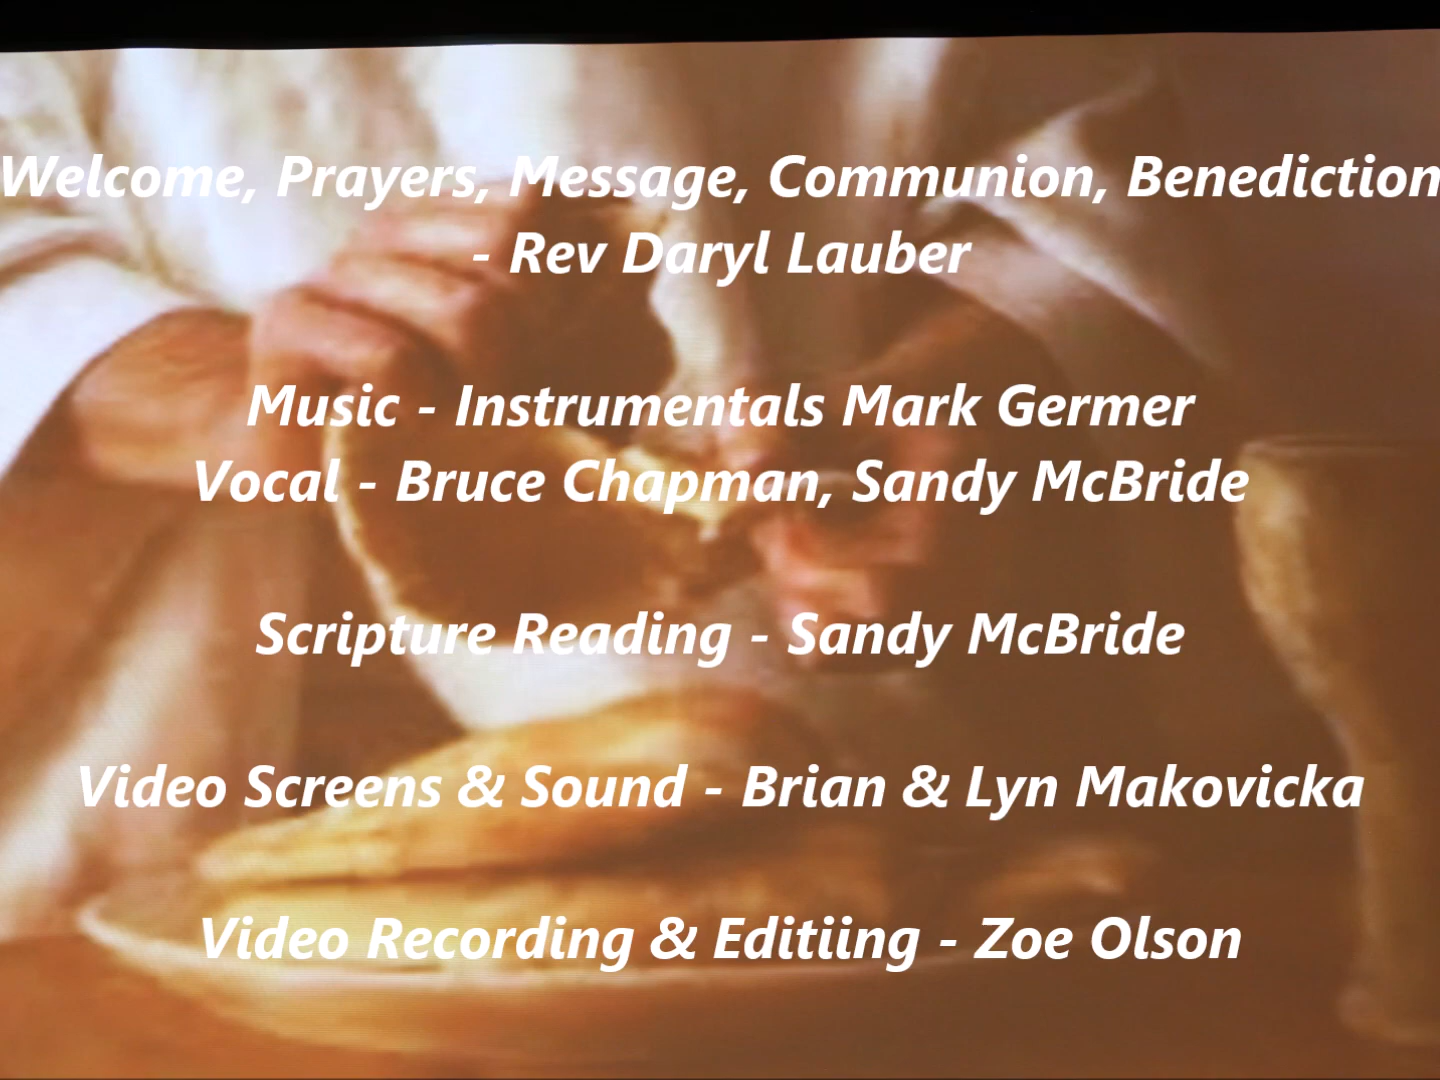 Welcome, Prayers, Message, Communion, Benediction
- Rev Daryl Lauber
Music - Instrumentals Mark Germer
Vocal - Bruce Chapman, Sandy McBride
Scripture Reading - Sandy McBride
Video Screens & Sound - Brian & Lyn Makovicka
Video Recording & Editiing - Zoe Olson